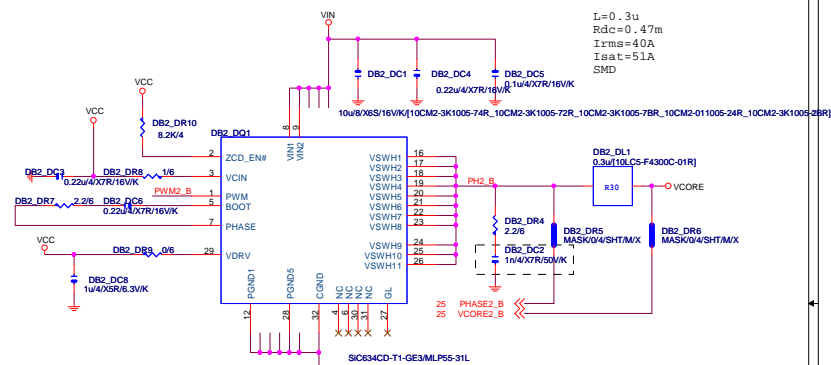 VIN
L=0.3u
Rdc=0.47m
Irms=40A
Isat=51A
SMD
DB2_DC1
DB2_DC4
0.22u/4/X7R/16V/K
DB2_DC5
0.1u/4/X7R/16V/K
10u/8/X6S/16V/K/[10CM2-3K1005-74R_10CM2-3K1005-72R_10CM2-3K1005-7BR_10CM2-011005-24R_10CM2-3K1005-2BR]
VCC
VCC
DB2_DR10
8.2K/4
DB2_DQ1
8
9
VIN1
VIN2
2
ZCD_EN#
DB2_DC3
0.22u/4/X7R/16V/K
DB2_DR8
1/6
3
VCIN
PWM2_B
1
PWM
DB2_DR7
2.2/6
DB2_DC6
0.22u/4/X7R/16V/K
5
BOOT
7
PHASE
VCC
DB2_DR9
0/6
29
VDRV
DB2_DC8
1u/4/X5R/6.3V/K
VSWH1
16
VSWH2
17
VSWH3
18
VSWH4
19
VSWH5
20
VSWH6
21
VSWH7
22
VSWH8
23
VSWH9
24
VSWH10
25
VSWH11
26
PH2_B
DB2_DL1
0.3u/[10LC5-F4300C-01R]
R30
VCORE
DB2_DR4
2.2/6
DB2_DC2
1n/4/X7R/50V/K
DB2_DR5
MASK/0/4/SHT/M/X
DB2_DR6
MASK/0/4/SHT/M/X
25 PHASE2_B
25 VCORE2_B
PGND1
PGND5
CGND
NC
NC
NC
NC
GL
12
28
32
4
6
30
31
27
SiC634CD-T1-GE3/MLP55-31L